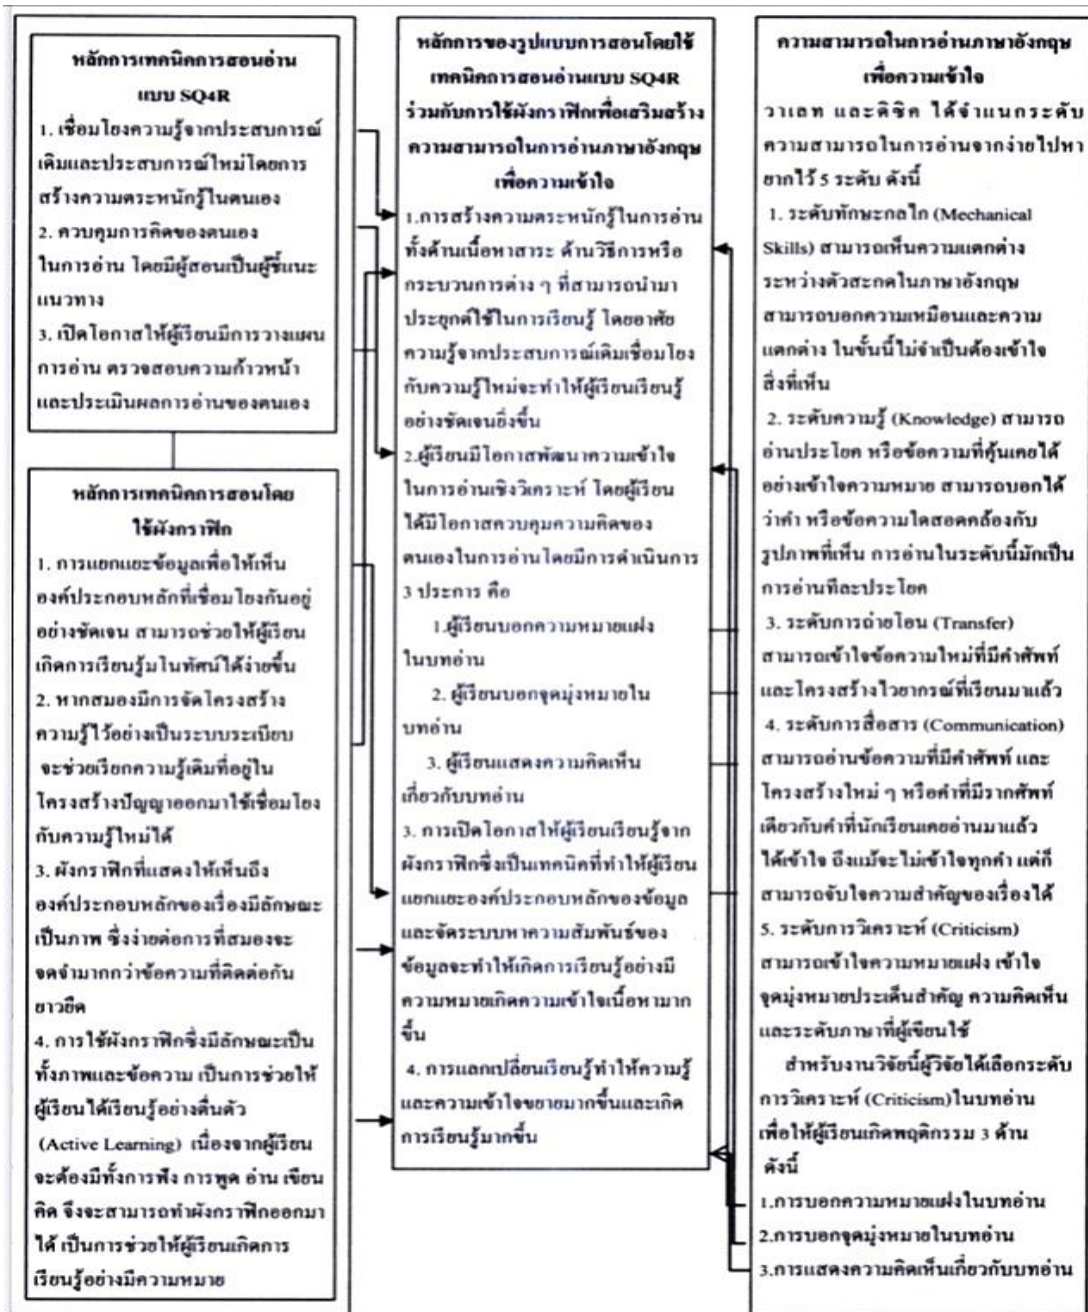 หลักการเทคนิคการสอนอ่าน
แบบ SQ4R
1. เชื่อมโยงความรู้จากประสบการณ์
เดิมและประสบการณ์ใหม่โดยการ
สร้างความตระหนักรู้ในตนเอง
2. ควบคุมการคิดของตนเอง
ในการอ่าน โดยมีผู้สอนเป็นผู้ชี้แนะ
แนวทาง
3. เปิดโอกาสให้ผู้เรียนมีการวางแผน
การอ่าน ตรวจสอบความก้าวหน้า
และประเมินผลการอ่านของตนเอง
หลักการเทคนิคการสอนโดย
ใช้ผังกราฟิก
1. การแยกแยะข้อมูลเพื่อให้เห็น
องค์ประกอบหลักที่เชื่อมโยงกันอยู่
อย่างชัดเจน สามารถช่วยให้ผู้เรียน
เกิดการเรียนรู้มโนทัศน์ได้ง่ายขึ้น
2. หากสมองมีการจัดโครงสร้าง
ความรู้ไว้อย่างเป็นระบบระเบียบ
จะช่วยเรียกความรู้เดิมที่อยู่ใน
โครงสร้างปัญญาออกมาใช้เชื่อมโยง
กับความรู้ใหม่ได้
3. ผังกราฟิกที่แสดงให้เห็นถึง
องค์ประกอบหลักของเรื่องมีลักษณะ
เป็นภาพ ซึ่งง่ายต่อการที่สมองจะ
จดจำมากกว่าข้อความที่ติดต่อกัน
ยาวยืด
4. การใช้ผังกราฟิกซึ่งมีลักษณะเป็น
ทั้งภาพและข้อความ เป็นการช่วยให้
ผู้เรียนได้เรียนรู้อย่างตื่นตัว
(Active Learning) เนื่องจากผู้เรียน
จะต้องมีทั้งการฟัง การพูด อ่าน เขียน
คิด จึงจะสามารถทำผังกราฟิกออกมา
ได้ เป็นการช่วยให้ผู้เรียนเกิดการ
เรียนรู้อย่างมีความหมาย
หลักการของรูปแบบการสอนโดยใช้
เทคนิคการสอนอ่านแบบ SQ4R
ร่วมกับการใช้ผังกราฟิกเพื่อเสริมสร้าง
ความสามารถในการอ่านภาษาอังกฤษ
เพื่อความเข้าใจ
1.การสร้างความตระหนักรู้ในการอ่าน
ทั้งด้านเนื้อหาสาระ ด้านวิธีการหรือ
กระบวนการต่าง ๆ ที่สามารถนำมา
ประยุกต์ใช้ในการเรียนรู้ โดยอาศัย
ความรู้จากประสบการณ์เดิมเชื่อมโยง
กับความรู้ใหม่จะทำให้ผู้เรียนเรียนรู้
อย่างชัดเจนยิ่งขึ้น
2.ผู้เรียนมีโอกาสพัฒนาความเข้าใจ
ในการอ่านเชิงวิเคราะห์ โดยผู้เรียน
ได้มีโอกาสควบคุมความคิดของ
ตนเองในการอ่านโดยมีการดำเนินการ
3 ประการ คือ
1.ผู้เรียนบอกความหมายแฝง
ในบทอ่าน
2. ผู้เรียนบอกจุดมุ่งหมายใน
บทอ่าน
3. ผู้เรียนแสดงความคิดเห็น
เกี่ยวกับบทอ่าน
3. การเปิดโอกาสให้ผู้เรียนเรียนรู้จาก
ผังกราฟิกซึ่งเป็นเทคนิคที่ทำให้ผู้เรียน
แยกแยะองค์ประกอบหลักของข้อมูล
และจัดระบบหาความสัมพันธ์ของ
ข้อมูลจะทำให้เกิดการเรียนรู้อย่างมี
ความหมายเกิดความเข้าใจเนื้อหามาก
ขึ้น
4. การแลกเปลี่ยนเรียนรู้ทำให้ความรู้
และความเข้าใจขยายมากขึ้นและเกิด
การเรียนรู้มากขึ้น
ความสามารถในการอ่านภาษาอังกฤษ
เพื่อความเข้าใจ
วาเลท และดิซิค ได้จำแนกระดับ
ความสามารถในการอ่านจากง่ายไปหา
ยากไว้ 5 ระดับ ดังนี้
1. ระดับทักษะกลไก (Mechanical
Skills) สามารถเห็นความแตกต่าง
ระหว่างตัวสะกดในภาษาอังกฤษ
สามารถบอกความเหมือนและความ
แตกต่าง ในขั้นนี้ไม่จำเป็นต้องเข้าใจ
สิ่งที่เห็น
2. ระดับความรู้ (Knowledge) สามารถ
อ่านประโยค หรือข้อความที่คุ้นเคยได้
อย่างเข้าใจความหมาย สามารถบอกได้
ว่าคำ หรือข้อความใดสอดคล้องกับ
รูปภาพที่เห็น การอ่านในระดับนี้มักเป็น
การอ่านทีละประโยค
3. ระดับการถ่ายโอน (Transfer)
สามารถเข้าใจข้อความใหม่ที่มีคำศัพท์
และโครงสร้างไวยากรณ์ที่เรียนมาแล้ว
4. ระดับการสื่อสาร (Communication)
สามารถอ่านข้อความที่มีคำศัพท์ และ
โครงสร้างใหม่ ๆ หรือคำที่มีรากศัพท์
เดียวกับคำที่นักเรียนเคยอ่านมาแล้ว
ได้เข้าใจ ถึงแม้จะไม่เข้าใจทุกคำ แต่ก็
สามารถจับใจความสำคัญของเรื่องได้
5. ระดับการวิเคราะห์ (Criticism)
สามารถเข้าใจความหมายแฝง เข้าใจ
จุดมุ่งหมายประเด็นสำคัญ ความคิดเห็น
และระดับภาษาที่ผู้เขียนใช้
สำหรับงานวิจัยนี้ผู้วิจัยได้เลือกระดับ
การวิเคราะห์ (Criticism)ในบทอ่าน
เพื่อให้ผู้เรียนเกิดพฤติกรรม 3 ด้าน
ดังนี้
1.การบอกความหมายแฝงในบทอ่าน
2.การบอกจุดมุ่งหมายในบทอ่าน
3.การแสดงความคิดเห็นเกี่ยวกับบทอ่าน